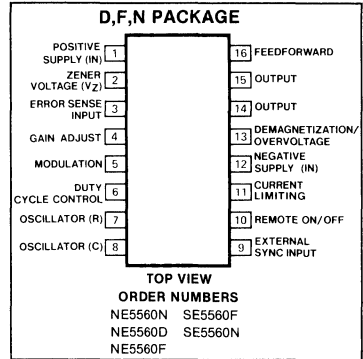 D,F,N PACKAGE
POSITIVE
SUPPLY (IN) 1
ZENER
VOLTAGE (VZ) 2
ERROR SENSE
INPUT 3
GAIN ADJUST 4
MODULATION 5
DUTY
CYCLE CONTROL 6
OSCILLATOR (R) 7
OSCILLATOR (C) 8
16 FEEDFORWARD
15 OUTPUT
14 OUTPUT
13 DEMAGNETIZATION/
OVERVOLTAGE
12 NEGATIVE
SUPPLY (IN)
11 CURRENT
LIMITING
10 REMOTE ON/OFF
9 EXTERNAL
SYNC INPUT
TOP VIEW
ORDER NUMBERS
NE5560N SE5560F
NE5560D SE5560N
NE5560F